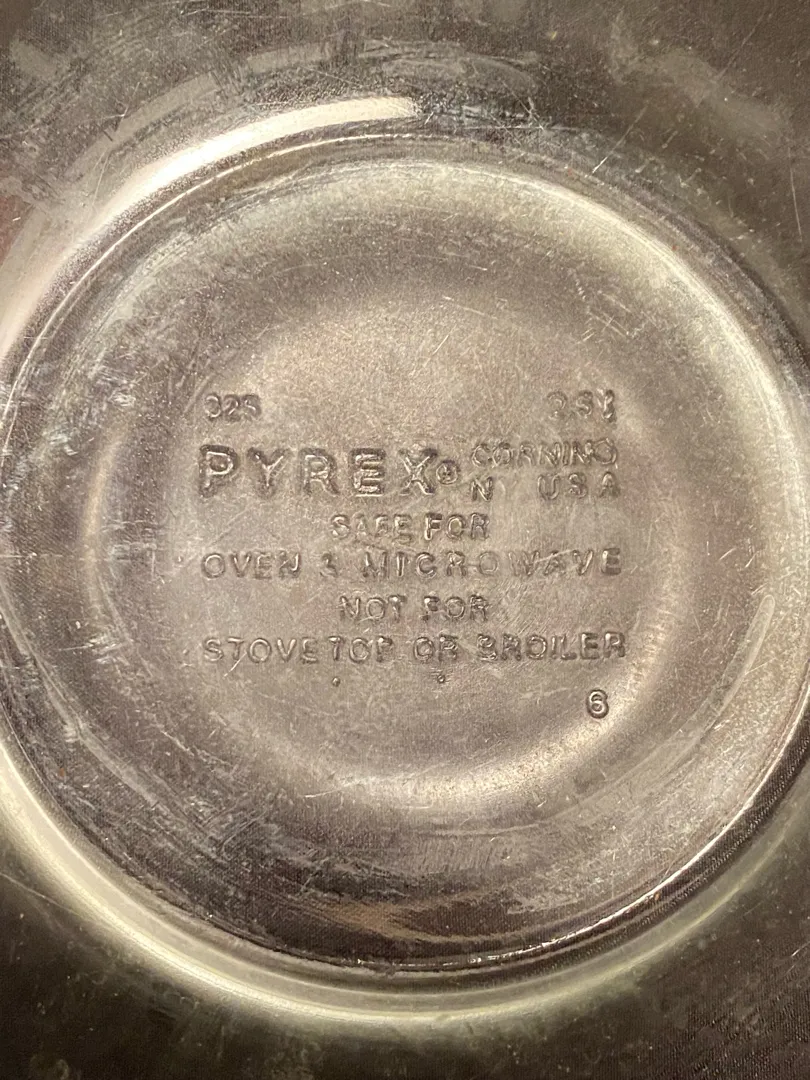 325
PYREX® CORNING
N USA
SAFE FOR
OVEN & MICROWAVE
NOT FOR
STOVETOP OR BROILER
6